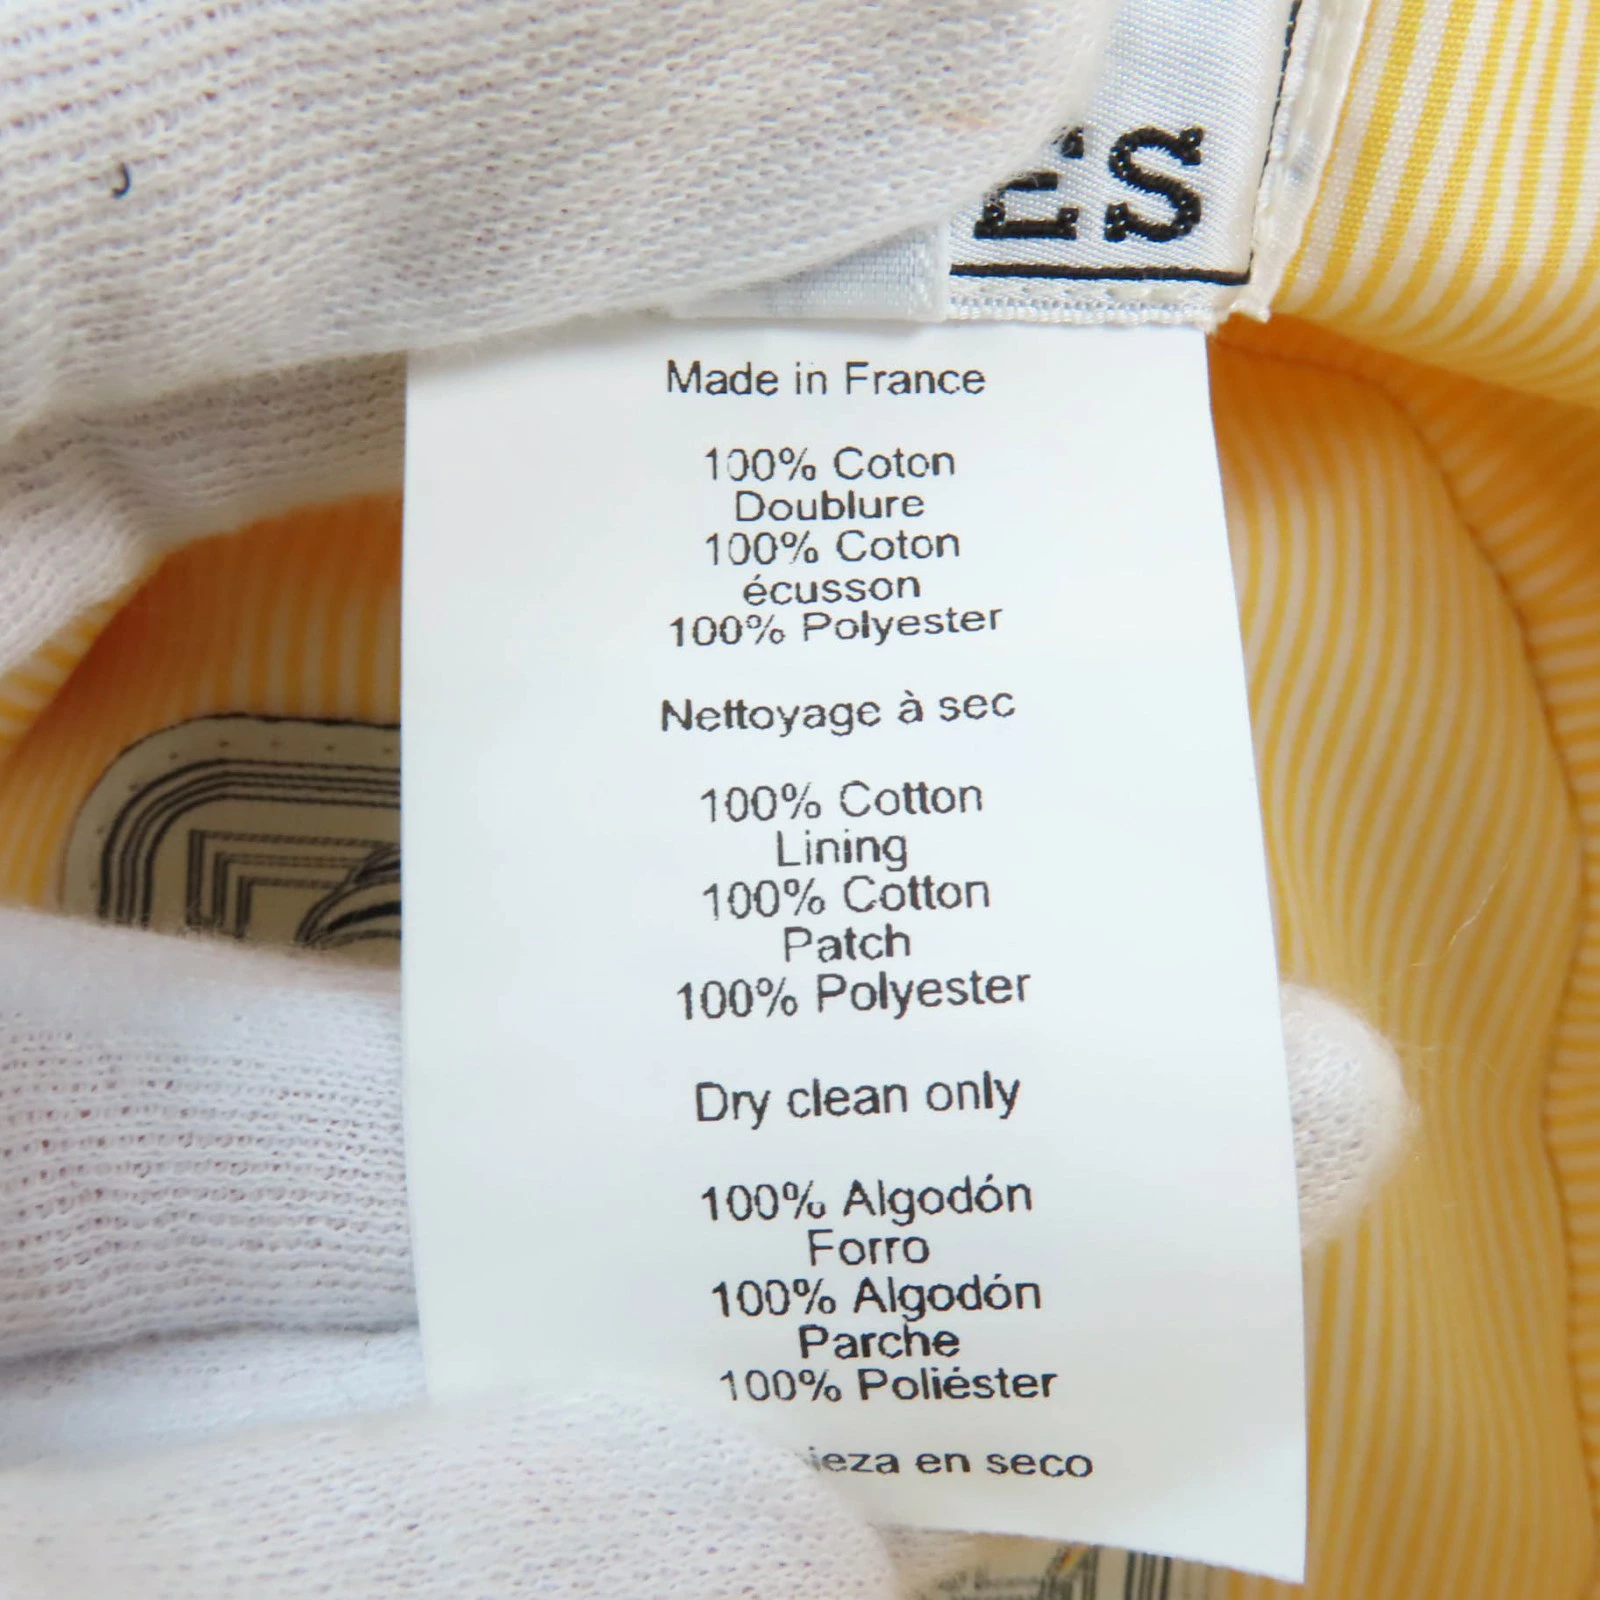 ES
Made in France
100% Coton
Doublure
100% Coton
écusson
100% Polyester
Nettoyage à sec
100% Cotton
Lining
100% Cotton
Patch
100% Polyester
Dry clean only
100% Algodón
Forro
100% Algodón
Parche
100% Poliéster
ieza en seco